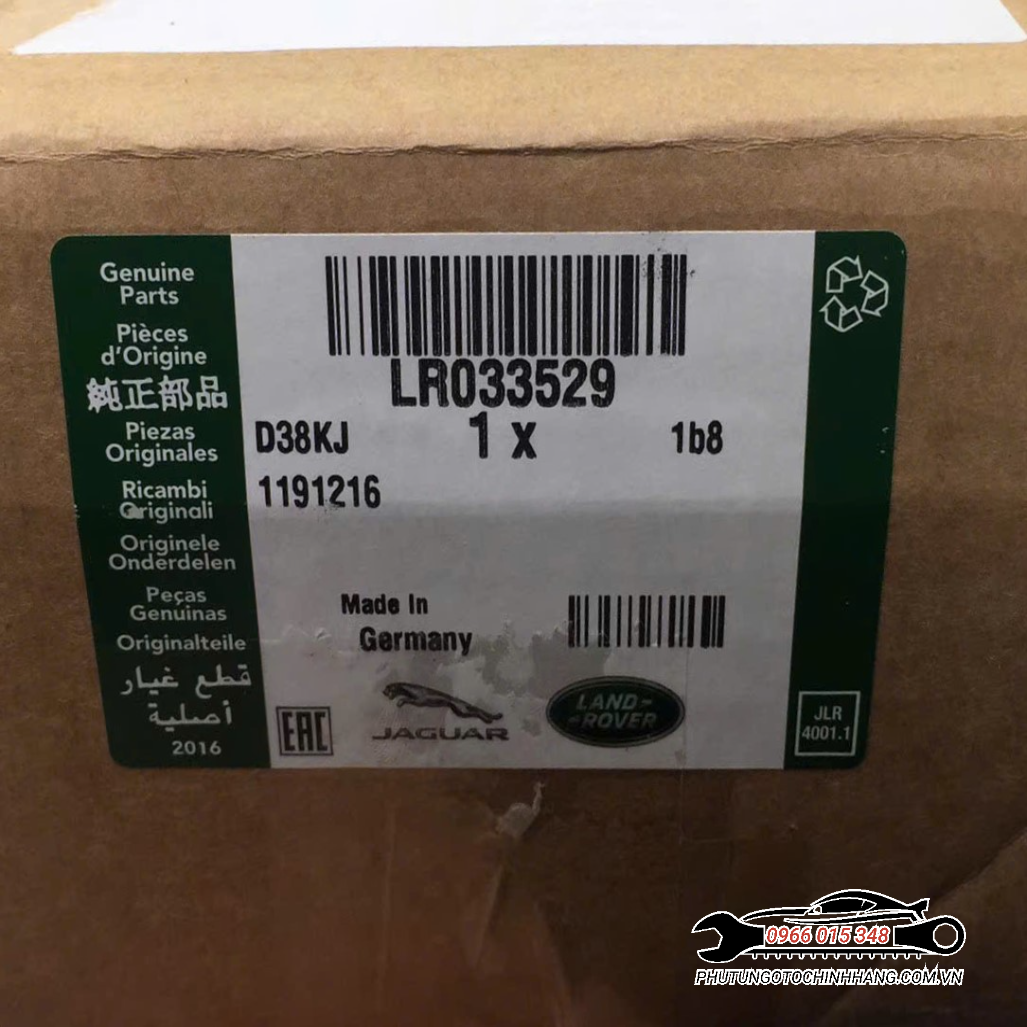 Genuine
Parts
Pièces
d'Origine
純正部品
Piezas
Originales
Ricambi
Originali
Originele
Onderdelen
Peças
Genuinas
Originalteile
قطع غيار
أصلية
2016
LR033529
D38KJ 1 x 1b8
1191216
Made In
Germany
EAC
JAGUAR
LAND-
-ROVER
JLR
4001.1
0966 015 348
PHUTUNGOTOCHINHHANG.COM.VN